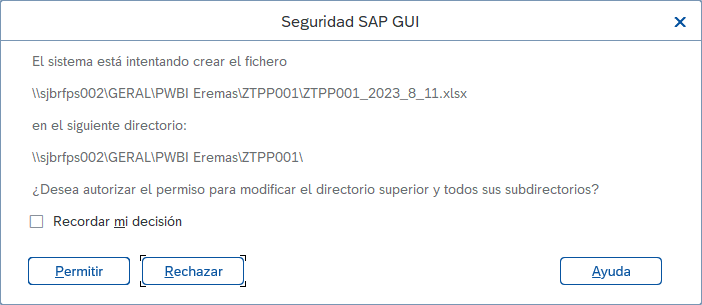 Seguridad SAP GUI
El sistema está intentando crear el fichero
\\sjbrfps002\GERAL\PWBI Eremas\ZTPP001\ZTPP001_2023_8_11.xlsx
en el siguiente directorio:
\\sjbrfps002\GERAL\PWBI Eremas\ZTPP001\
¿Desea autorizar el permiso para modificar el directorio superior y todos sus subdirectorios?
Recordar mi decisión
Permitir Rechazar Ayuda